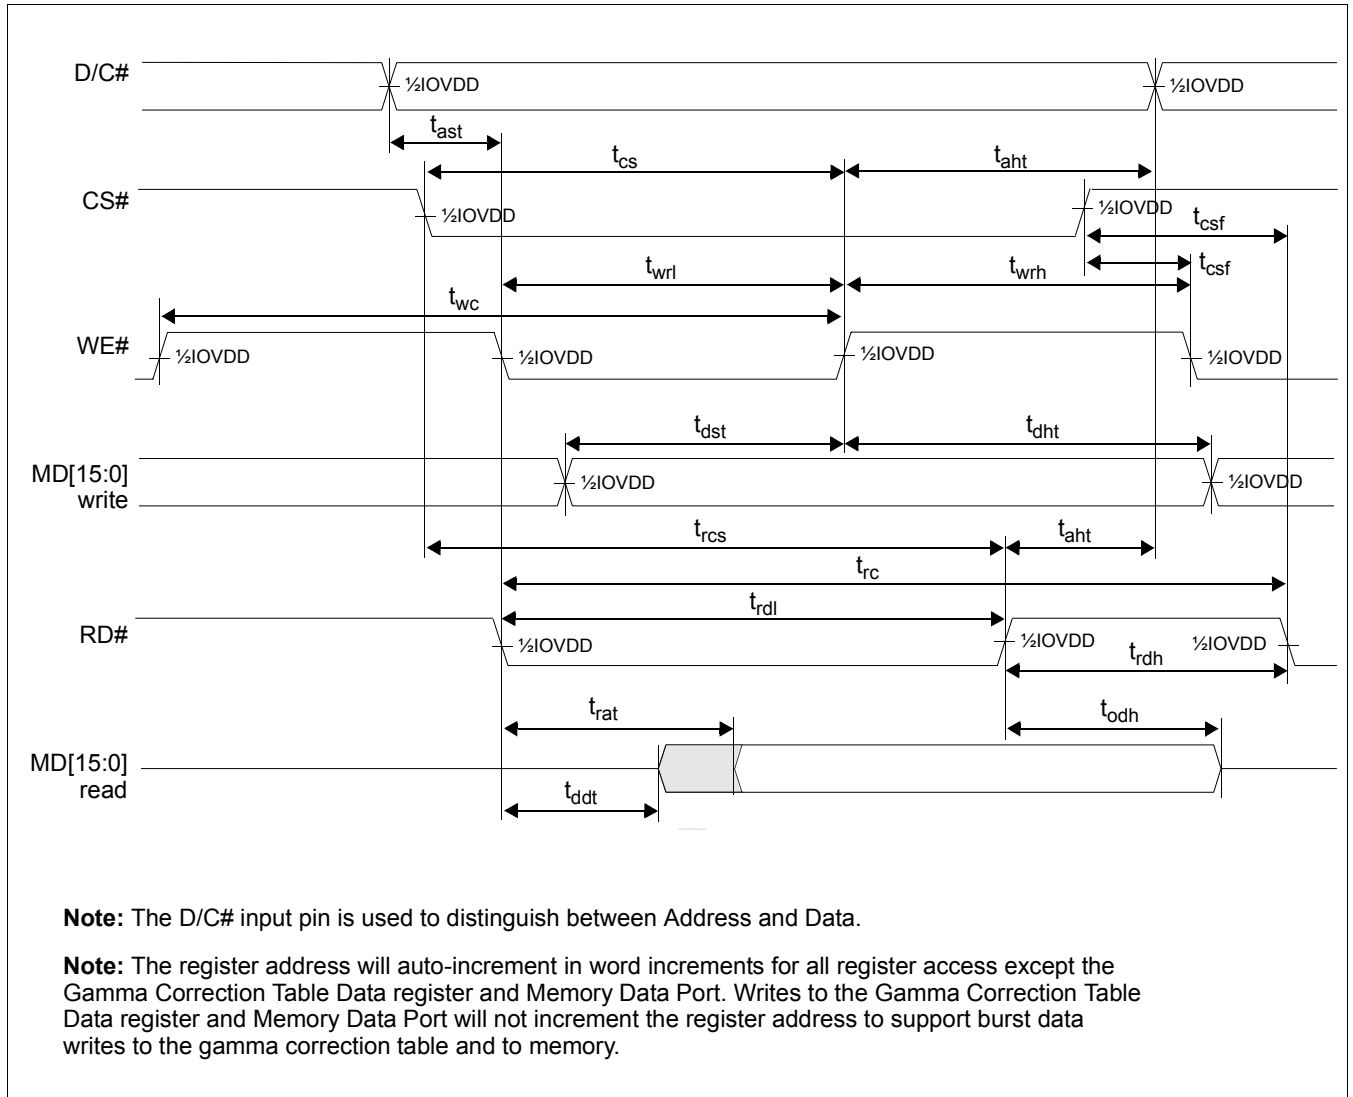 D/C#
½IOVDD
½IOVDD
tast
tcs
taht
CS#
½IOVDD
½IOVDD
tcsf
twrl
twrh
tcsf
twc
WE#
½IOVDD
½IOVDD
½IOVDD
½IOVDD
tdst
tdht
MD[15:0]
write
½IOVDD
½IOVDD
trcs
taht
trc
trdl
RD#
½IOVDD
½IOVDD
½IOVDD
trdh
trat
todh
MD[15:0]
read
tddt
Note: The D/C# input pin is used to distinguish between Address and Data.
Note: The register address will auto-increment in word increments for all register access except the
Gamma Correction Table Data register and Memory Data Port. Writes to the Gamma Correction Table
Data register and Memory Data Port will not increment the register address to support burst data
writes to the gamma correction table and to memory.